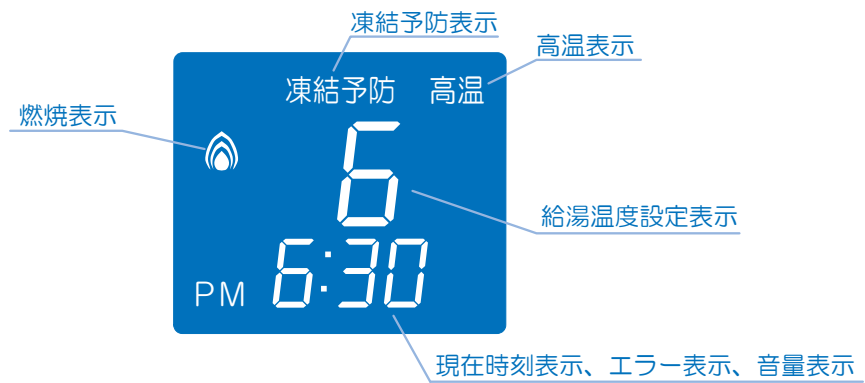 凍結予防表示
高温表示
凍結予防 高温
燃焼表示
6
給湯温度設定表示
PM 6:30
現在時刻表示、エラー表示、音量表示